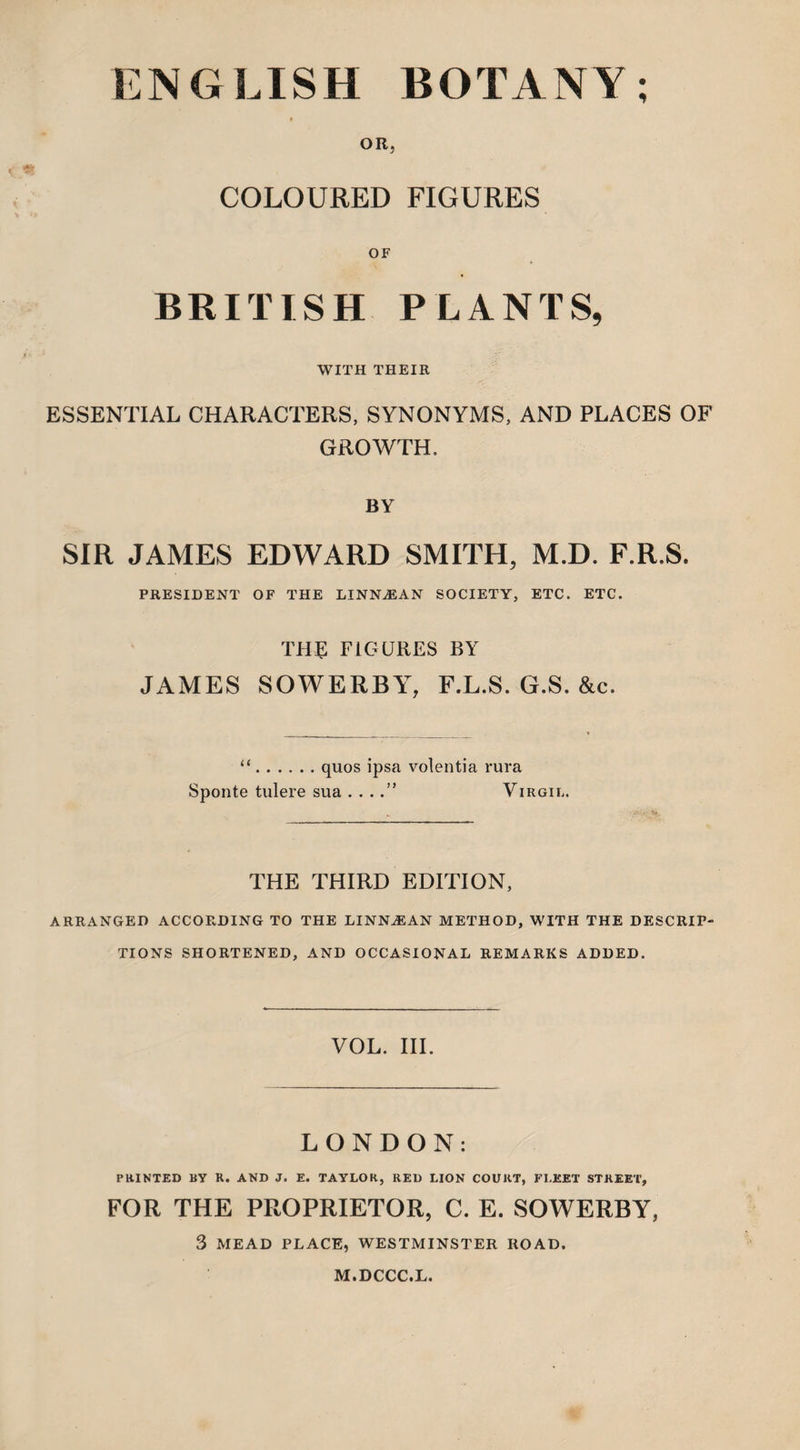 ENGLISH BOTANY;
OR,
COLOURED FIGURES
OF
BRITISH PLANTS,
WITH THEIR
ESSENTIAL CHARACTERS, SYNONYMS, AND PLACES OF
GROWTH.
BY
SIR JAMES EDWARD SMITH, M.D. F.R.S.
PRESIDENT OF THE LINNÆAN SOCIETY, ETC. ETC.
THE FIGURES BY
JAMES SOWERBY, F.L.S. G.S. &c.
“...... quos ipsa volentia rura
Sponte tulere sua ....” VIRGIL.
THE THIRD EDITION,
ARRANGED ACCORDING TO THE LINNÆAN METHOD, WITH THE DESCRIP-
TIONS SHORTENED, AND OCCASIONAL REMARKS ADDED.
VOL. III.
LONDON:
PRINTED BY R. AND J. E. TAYLOR, RED LION COURT, FLEET STREET,
FOR THE PROPRIETOR, C. E. SOWERBY,
3 MEAD PLACE, WESTMINSTER ROAD.
M.DCCC.L.